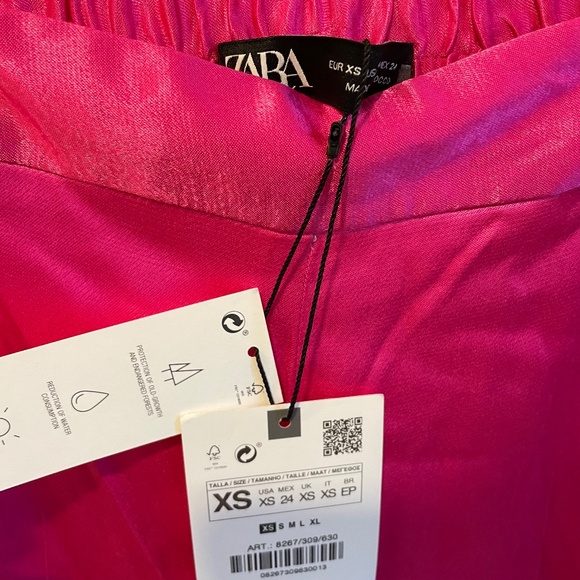 ZARA
EUR XS
MEX 24
PROTECTION OF OLD-GROWTH
AND ENDANGERED FORESTS
REDUCTION OF WATER
CONSUMPTION
FSC
FSC
TALLA / SIZE / TAMANHO / TAILLE / MAAT / ΜΕΓΕΘΟΣ
XS
USA MEX UK IT BR
XS 24 XS XS EP
XS S M L XL
ART.: 8267/309/630
08267309630013